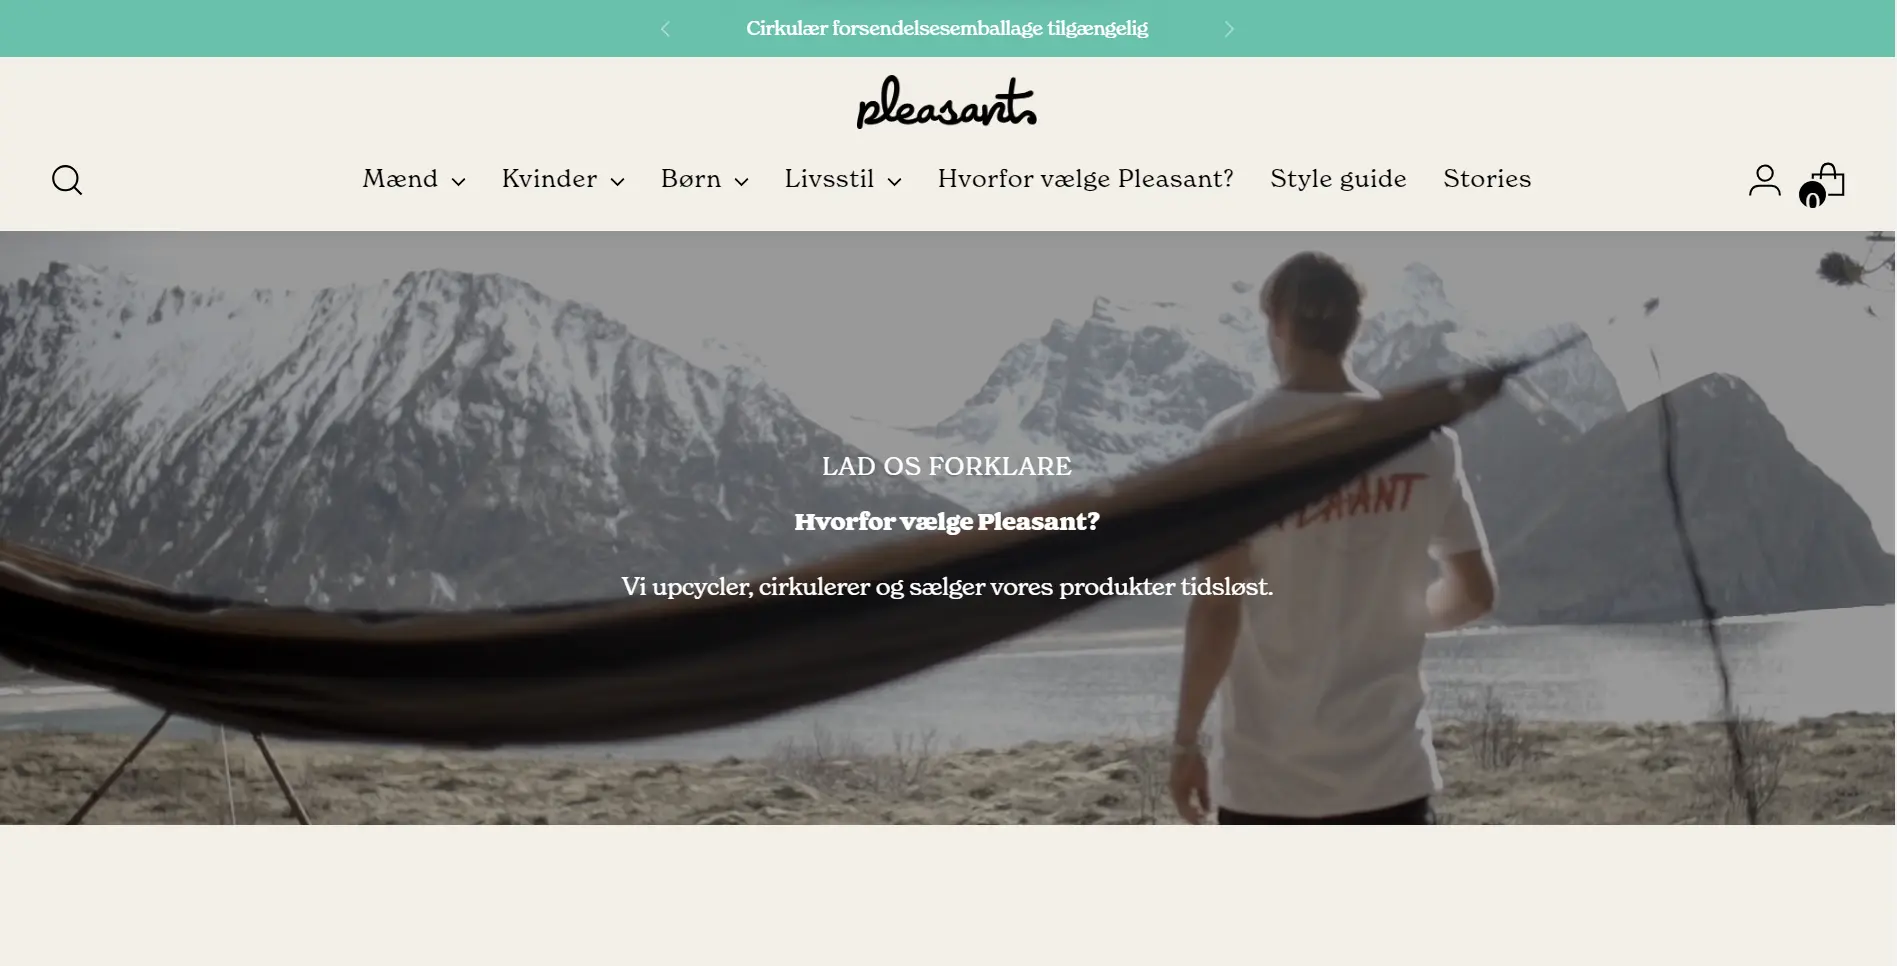 Cirkulær forsendelsesemballage tilgængelig
pleasant
Mænd Kvinder Børn Livsstil Hvorfor vælge Pleasant? Style guide Stories
0
LAD OS FORKLARE
Hvorfor vælge Pleasant?
PLEASANT
Vi upcycler, cirkulerer og sælger vores produkter tidsløst.